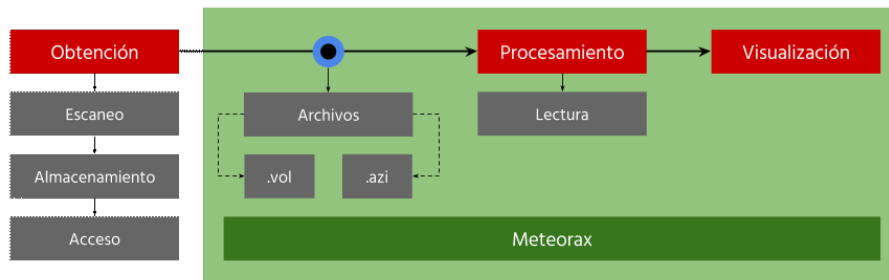 Obtención
Procesamiento
Visualización
Escaneo
Archivos
Lectura
Almacenamiento
.vol
.azi
Acceso
Meteorax